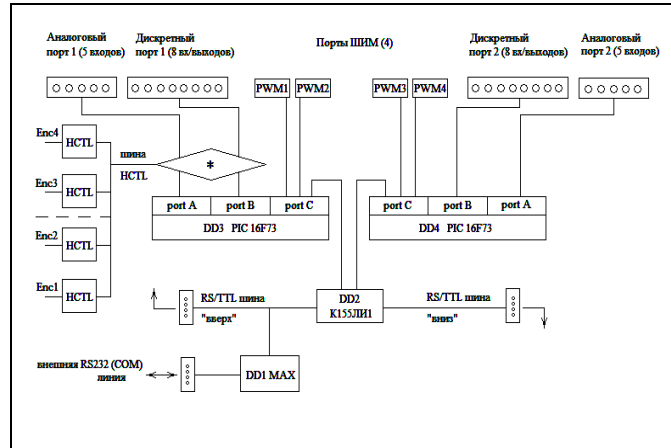 Аналоговый
порт 1 (5 входов)
Дискретный
порт 1 (8 вх/выходов)
Порты ШИМ (4)
Дискретный
порт 2 (8 вх/выходов)
Аналоговый
порт 2 (5 входов)
PWM1
PWM2
PWM3
PWM4
Enc4
HCTL
шина
HCTL
*
Enc3
HCTL
port A
port B
port C
DD3 PIC 16F73
port C
port B
port A
DD4 PIC 16F73
Enc2
HCTL
Enc1
HCTL
RS/TTL шина
"вверх"
DD2
К155ЛИ1
RS/TTL шина
"вниз"
внешняя RS232 (COM)
линия
DD1 MAX